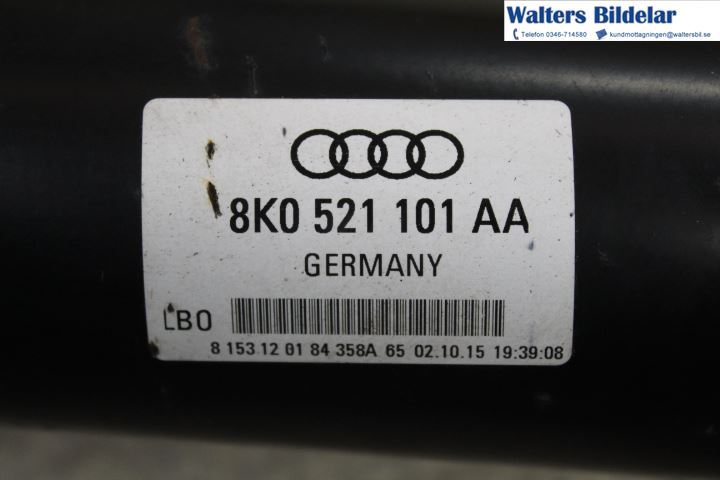 Walters Bildelar
Telefon 0346-714580 kundmottagningen@waltersbil.se
8K0 521 101 AA
GERMANY
LB0
8 153 12 01 84 358A 65 02.10.15 19:39:08